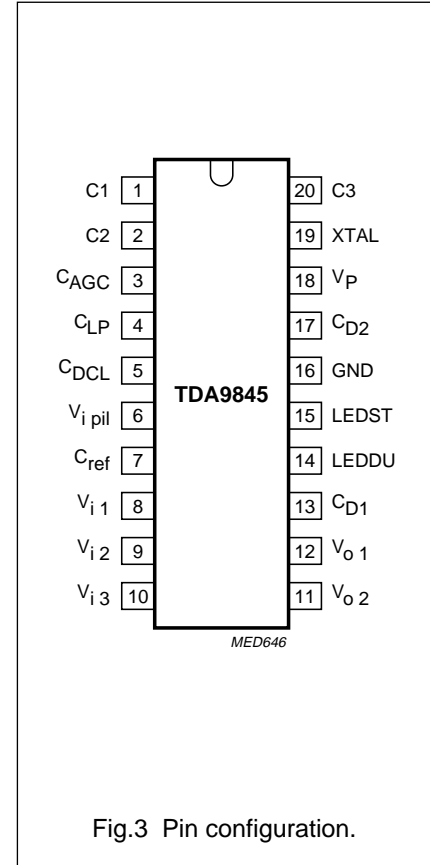 C1 1 20 C3
C2 2 19 XTAL
CAGC 3 18 VP
CLP 4 17 CD2
CDCL 5 16 GND
TDA9845
Vi pil 6 15 LEDST
Cref 7 14 LEDDU
Vi 1 8 13 CD1
Vi 2 9 12 Vo 1
Vi 3 10 11 Vo 2
MED646
Fig.3 Pin configuration.